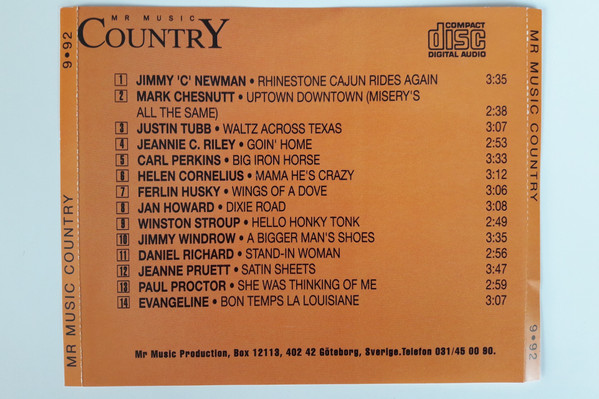 MR MUSIC
COUNTRY
COMPACT
disc
DIGITAL AUDIO
1 JIMMY 'C' NEWMAN • RHINESTONE CAJUN RIDES AGAIN 3:35
2 MARK CHESNUTT • UPTOWN DOWNTOWN (MISERY'S
ALL THE SAME) 2:38
3 JUSTIN TUBB • WALTZ ACROSS TEXAS 3:07
4 JEANNIE C. RILEY • GOIN' HOME 2:53
5 CARL PERKINS • BIG IRON HORSE 3:33
6 HELEN CORNELIUS • MAMA HE'S CRAZY 3:12
7 FERLIN HUSKY • WINGS OF A DOVE 3:06
8 JAN HOWARD • DIXIE ROAD 3:08
9 WINSTON STROUP • HELLO HONKY TONK 2:49
10 JIMMY WINDROW • A BIGGER MAN'S SHOES 3:35
11 DANIEL RICHARD • STAND-IN WOMAN 2:56
12 JEANNE PRUETT • SATIN SHEETS 3:47
13 PAUL PROCTOR • SHE WAS THINKING OF ME 2:59
14 EVANGELINE • BON TEMPS LA LOUISIANE 3:07
Mr Music Production, Box 12113, 402 42 Göteborg, Sverige.Telefon 031/45 00 90.
MR MUSIC COUNTRY 9•92
MR MUSIC COUNTRY 9•92